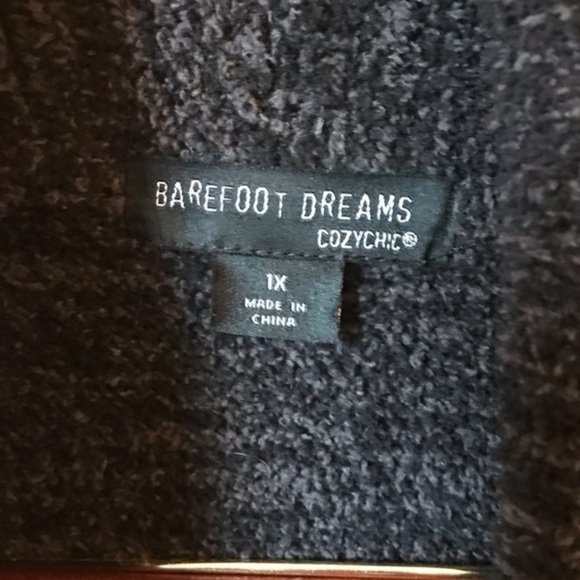 BAREFOOT DREAMS
COZYCHIC®
1X
MADE IN
CHINA